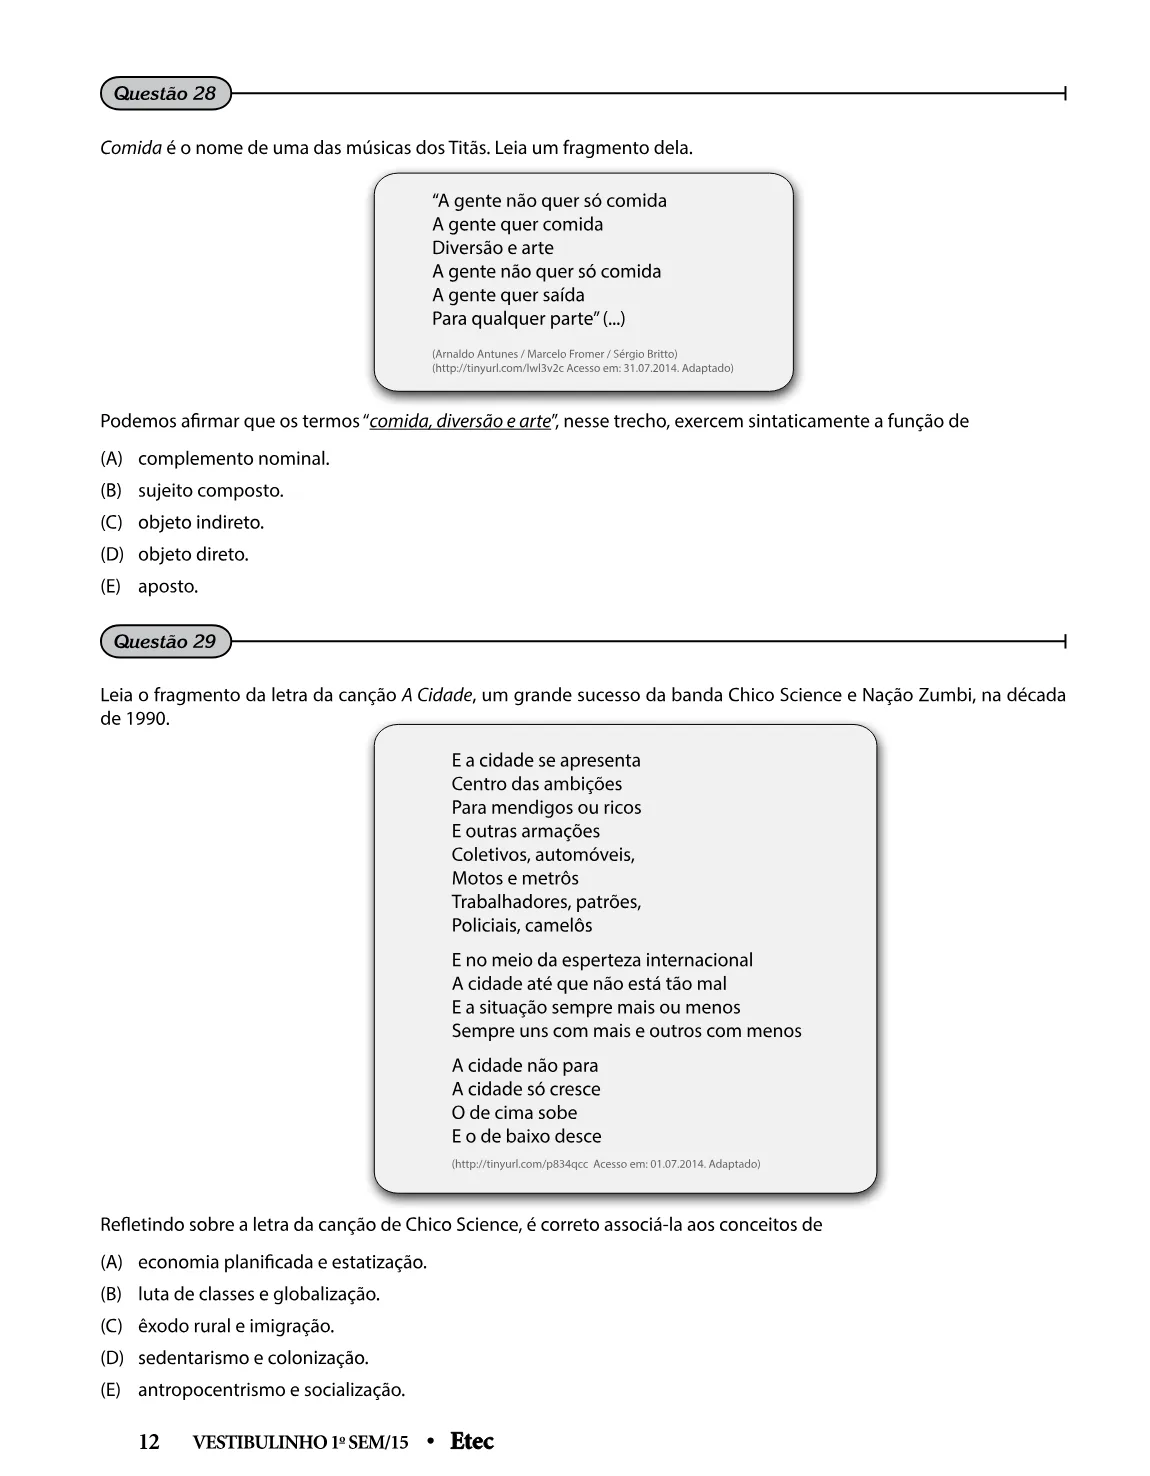 Questão 28
Comida é o nome de uma das músicas dos Titãs. Leia um fragmento dela.
“A gente não quer só comida
A gente quer comida
Diversão e arte
A gente não quer só comida
A gente quer saída
Para qualquer parte” (...)
(Arnaldo Antunes / Marcelo Fromer / Sérgio Britto)
(http://tinyurl.com/lwl3v2c Acesso em: 31.07.2014. Adaptado)
Podemos afirmar que os termos “comida, diversão e arte”, nesse trecho, exercem sintaticamente a função de
(A) complemento nominal.
(B) sujeito composto.
(C) objeto indireto.
(D) objeto direto.
(E) aposto.
Questão 29
Leia o fragmento da letra da canção A Cidade, um grande sucesso da banda Chico Science e Nação Zumbi, na década
de 1990.
E a cidade se apresenta
Centro das ambições
Para mendigos ou ricos
E outras armações
Coletivos, automóveis,
Motos e metrôs
Trabalhadores, patrões,
Policiais, camelôs
E no meio da esperteza internacional
A cidade até que não está tão mal
E a situação sempre mais ou menos
Sempre uns com mais e outros com menos
A cidade não para
A cidade só cresce
O de cima sobe
E o de baixo desce
(http://tinyurl.com/p834qcc Acesso em: 01.07.2014. Adaptado)
Refletindo sobre a letra da canção de Chico Science, é correto associá-la aos conceitos de
(A) economia planificada e estatização.
(B) luta de classes e globalização.
(C) êxodo rural e imigração.
(D) sedentarismo e colonização.
(E) antropocentrismo e socialização.
12 VESTIBULINHO 1º SEM/15 • Etec